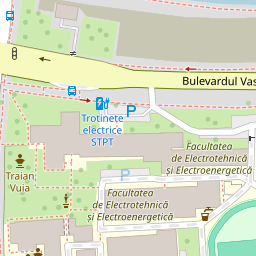 Bulevardul Vas
P
Trotinete
electrice
STPT
Facultatea
de Electrotehnică
și Electroenergetică
Traian
Vuia
P
Facultatea
de Electrotehnică
și Electroenergetică